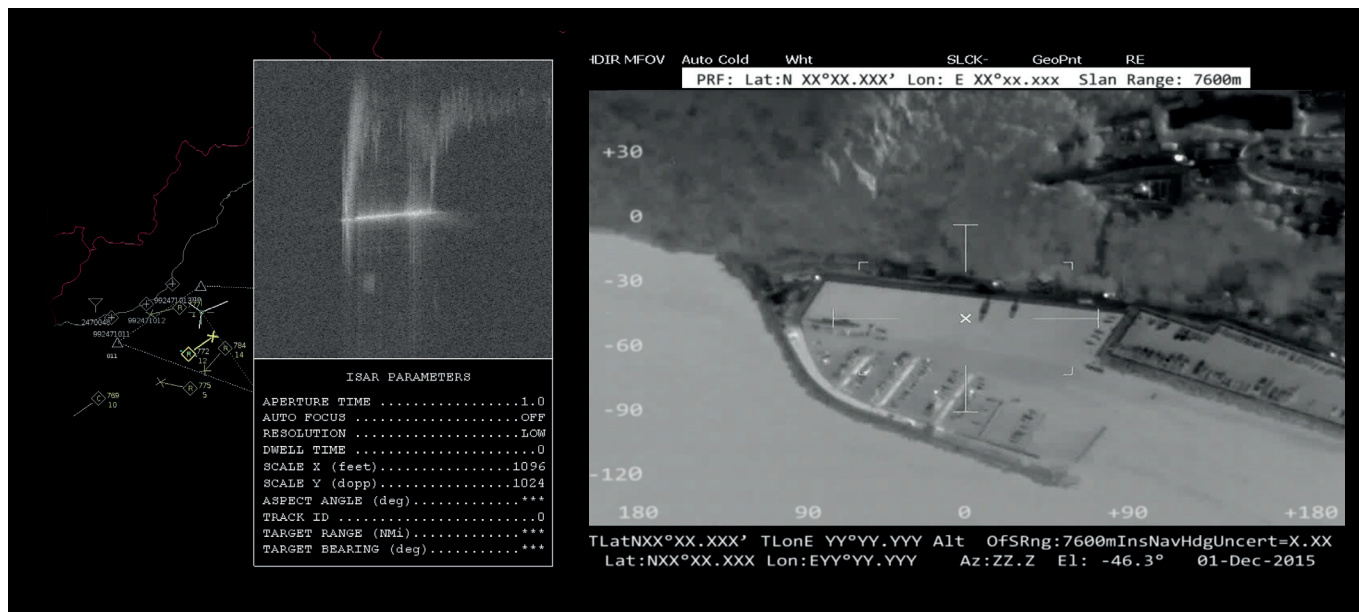 992471013
R
992471012
2470046
992471011
R
772
12
R
784
14
011
R
775
5
C
769
10
ISAR PARAMETERS
APERTURE TIME ................1.0
AUTO FOCUS ...................OFF
RESOLUTION ...................LOW
DWELL TIME .....................0
SCALE X (feet)...............1096
SCALE Y (dopp)...............1024
ASPECT ANGLE (deg)............***
TRACK ID .......................0
TARGET RANGE (NMi)............***
TARGET BEARING (deg)..........***
HDIR MFOV Auto Cold Wht SLCK- GeoPnt RE
PRF: Lat:N XX°XX.XXX’ Lon: E XX°xx.xxx Slan Range: 7600m
+30
0
-30
-60
-90
-120
180 90 0 +90 +180
TLatNXX°XX.XXX’ TLonE YY°YY.YYY Alt OfSRng:7600mInsNavHdgUncert=X.XX
Lat:NXX°XX.XXX Lon:EYY°YY.YYY Az:ZZ.Z El: -46.3° 01-Dec-2015